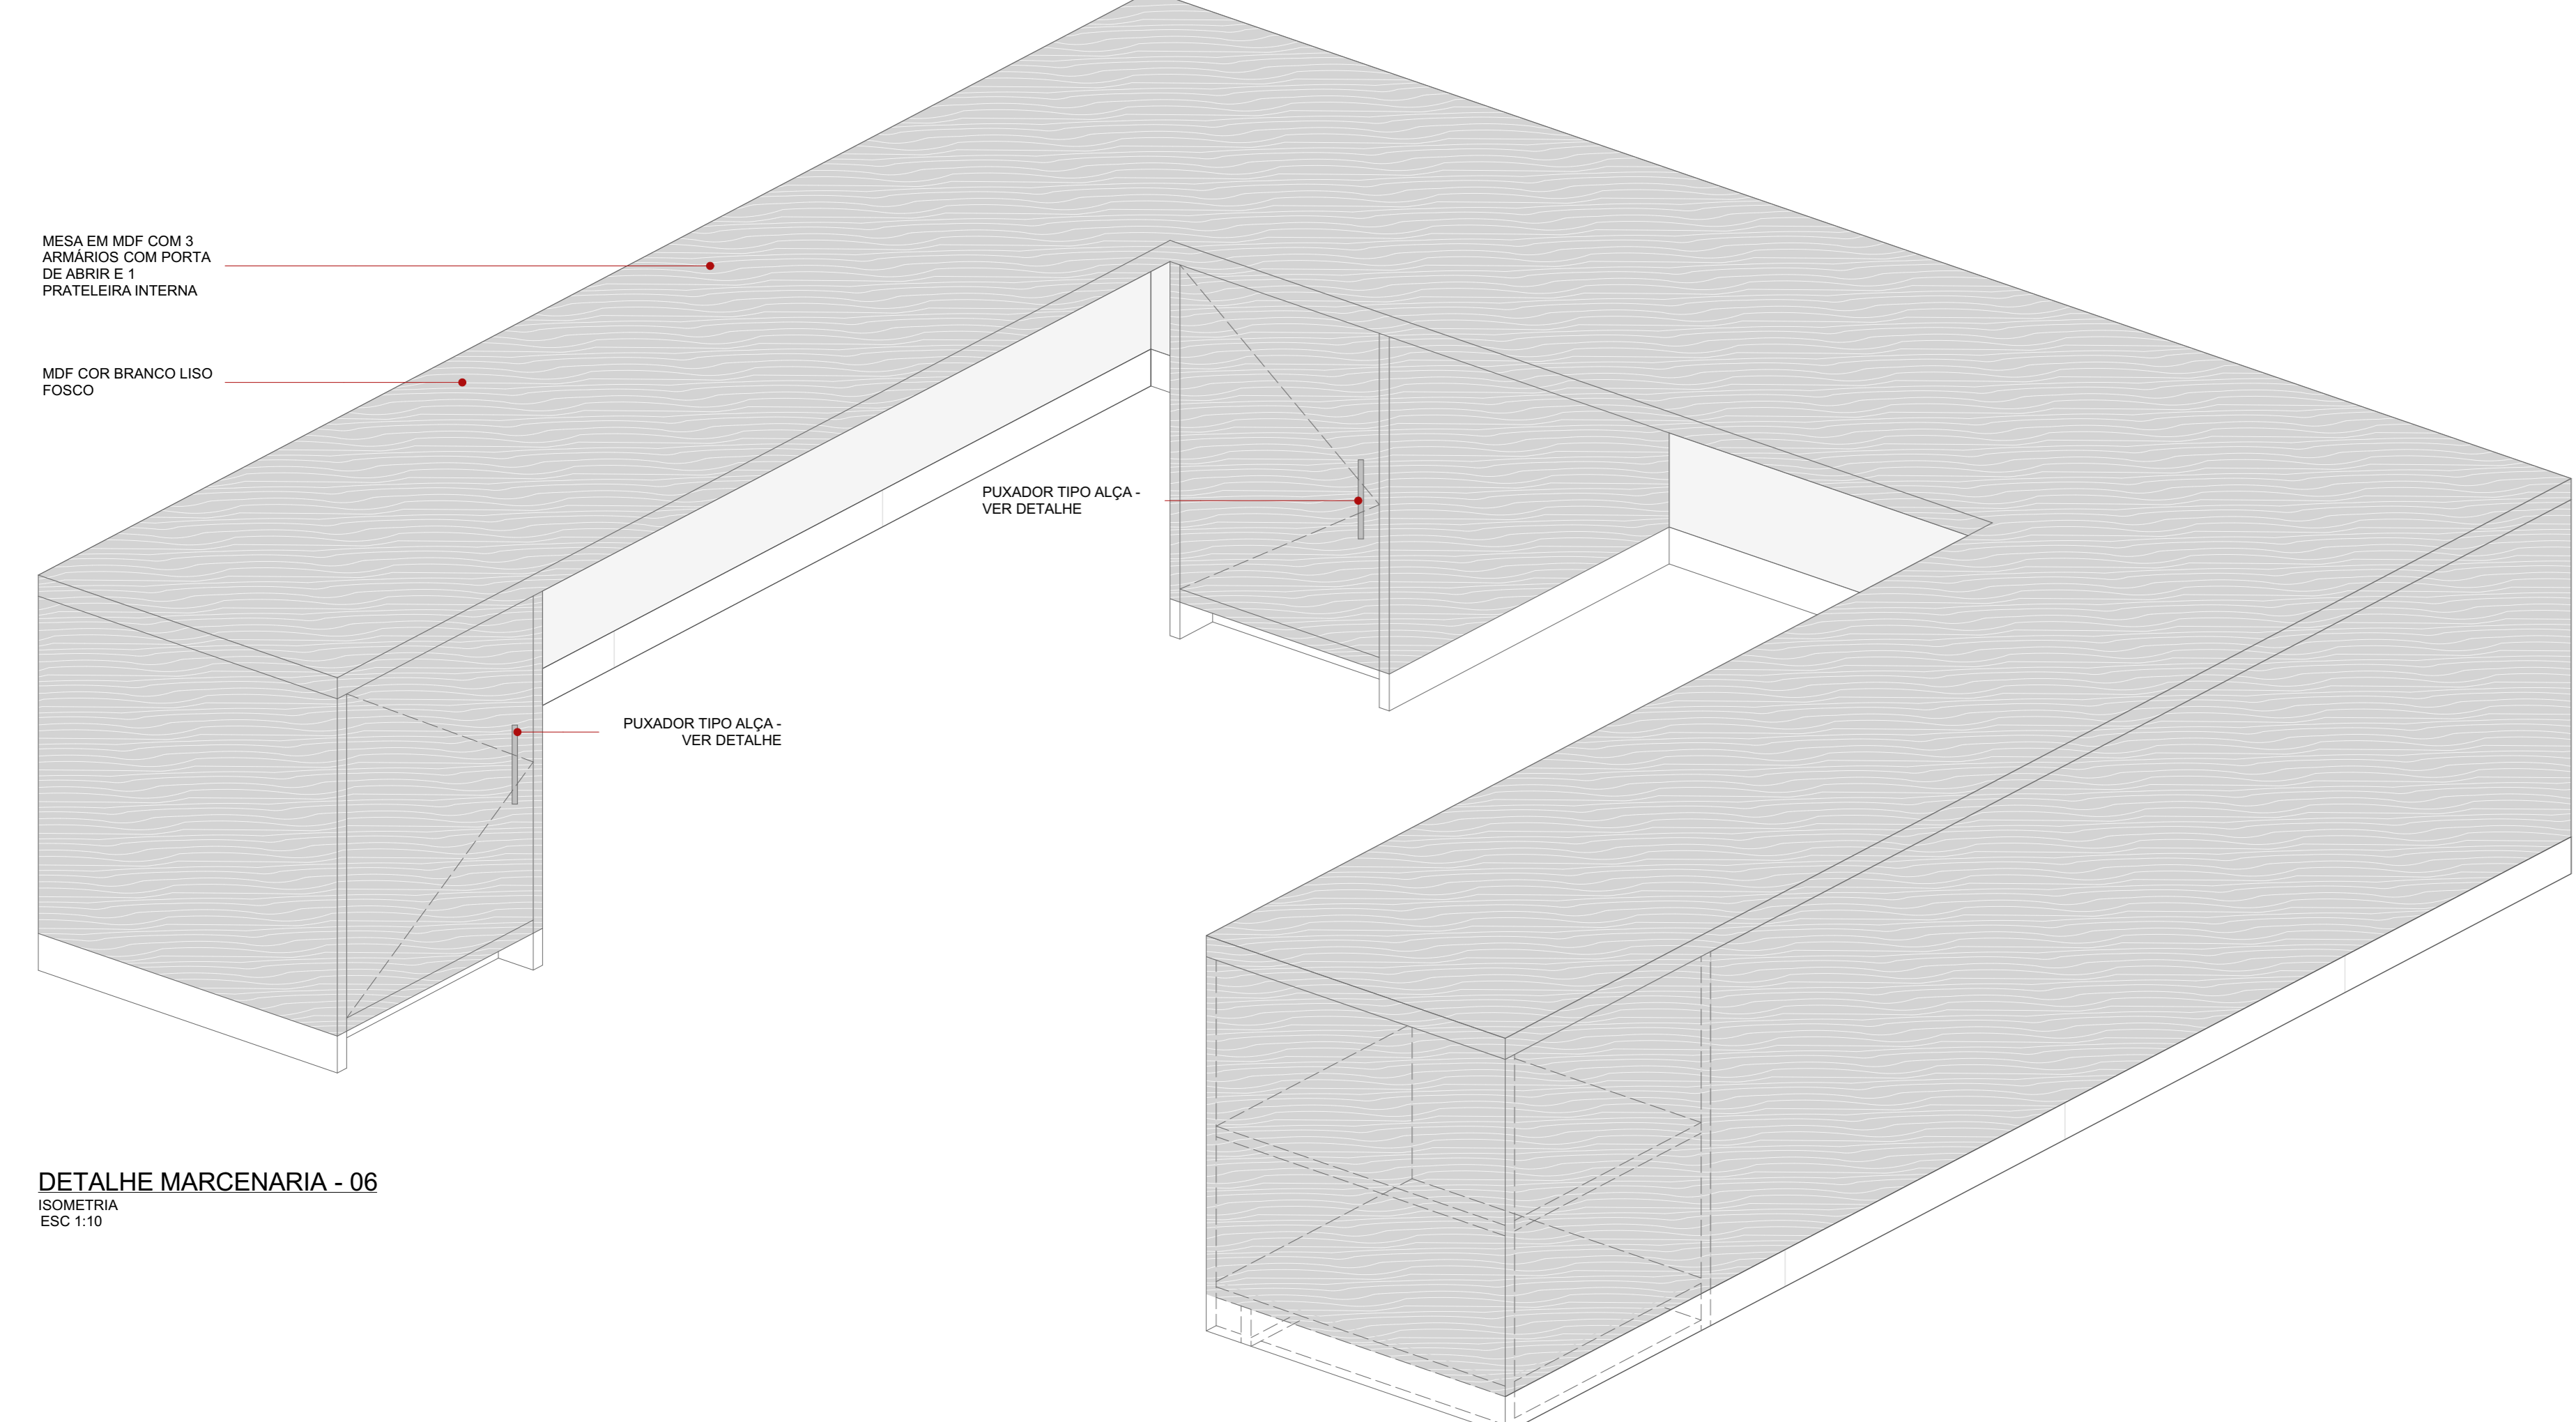 MESA EM MDF COM 3
ARMÁRIOS COM PORTA
DE ABRIR E 1
PRATELEIRA INTERNA
MDF COR BRANCO LISO
FOSCO
PUXADOR TIPO ALÇA -
VER DETALHE
PUXADOR TIPO ALÇA -
VER DETALHE
DETALHE MARCENARIA - 06
ISOMETRIA
ESC 1:10